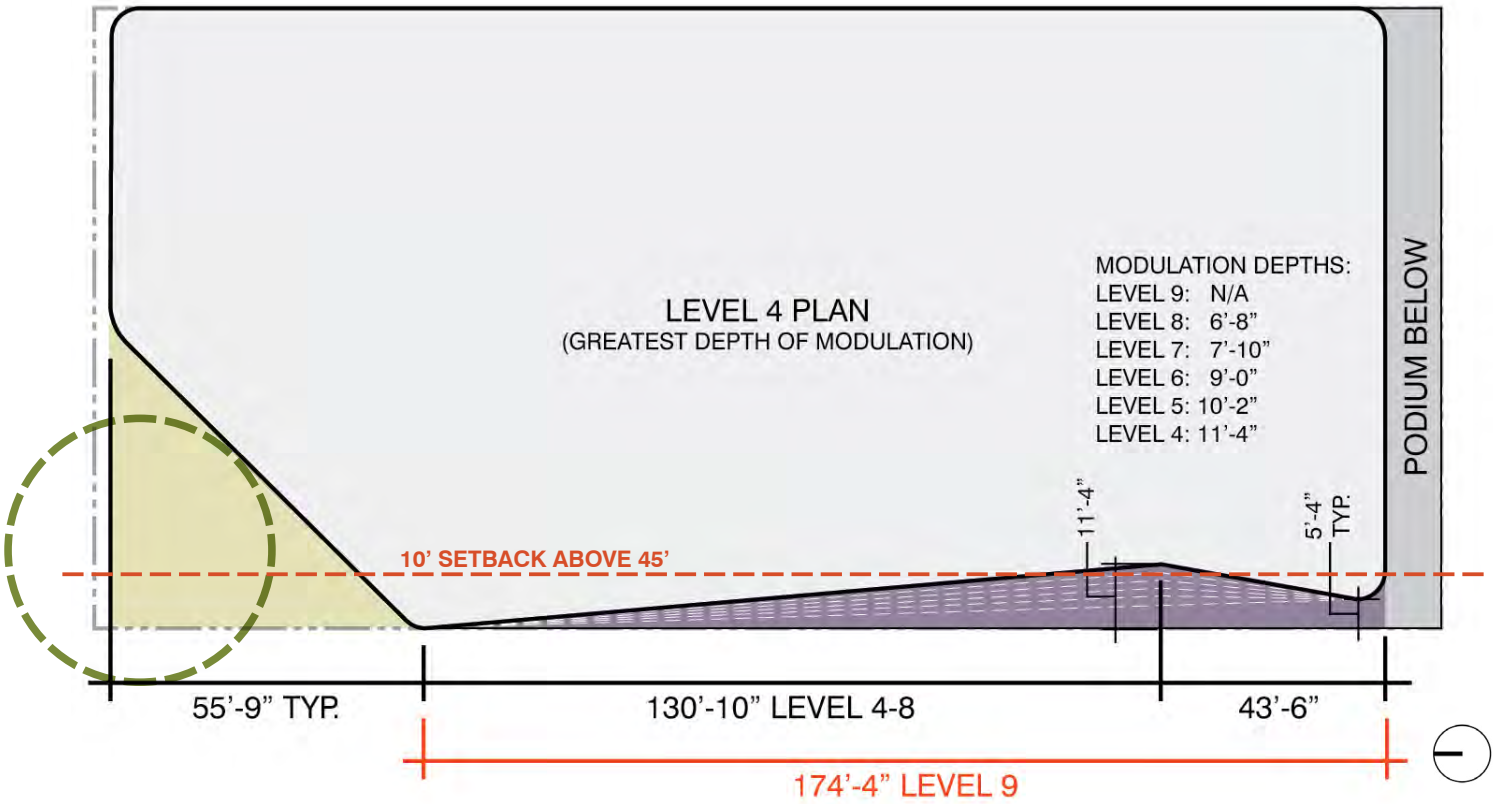 LEVEL 4 PLAN
(GREATEST DEPTH OF MODULATION)
MODULATION DEPTHS:
LEVEL 9: N/A
LEVEL 8: 6’-8”
LEVEL 7: 7’-10”
LEVEL 6: 9’-0”
LEVEL 5: 10’-2”
LEVEL 4: 11’-4”
PODIUM BELOW
11’-4”
5’-4”
TYP.
10’ SETBACK ABOVE 45’
55’-9” TYP.
130’-10” LEVEL 4-8
43’-6”
174’-4” LEVEL 9